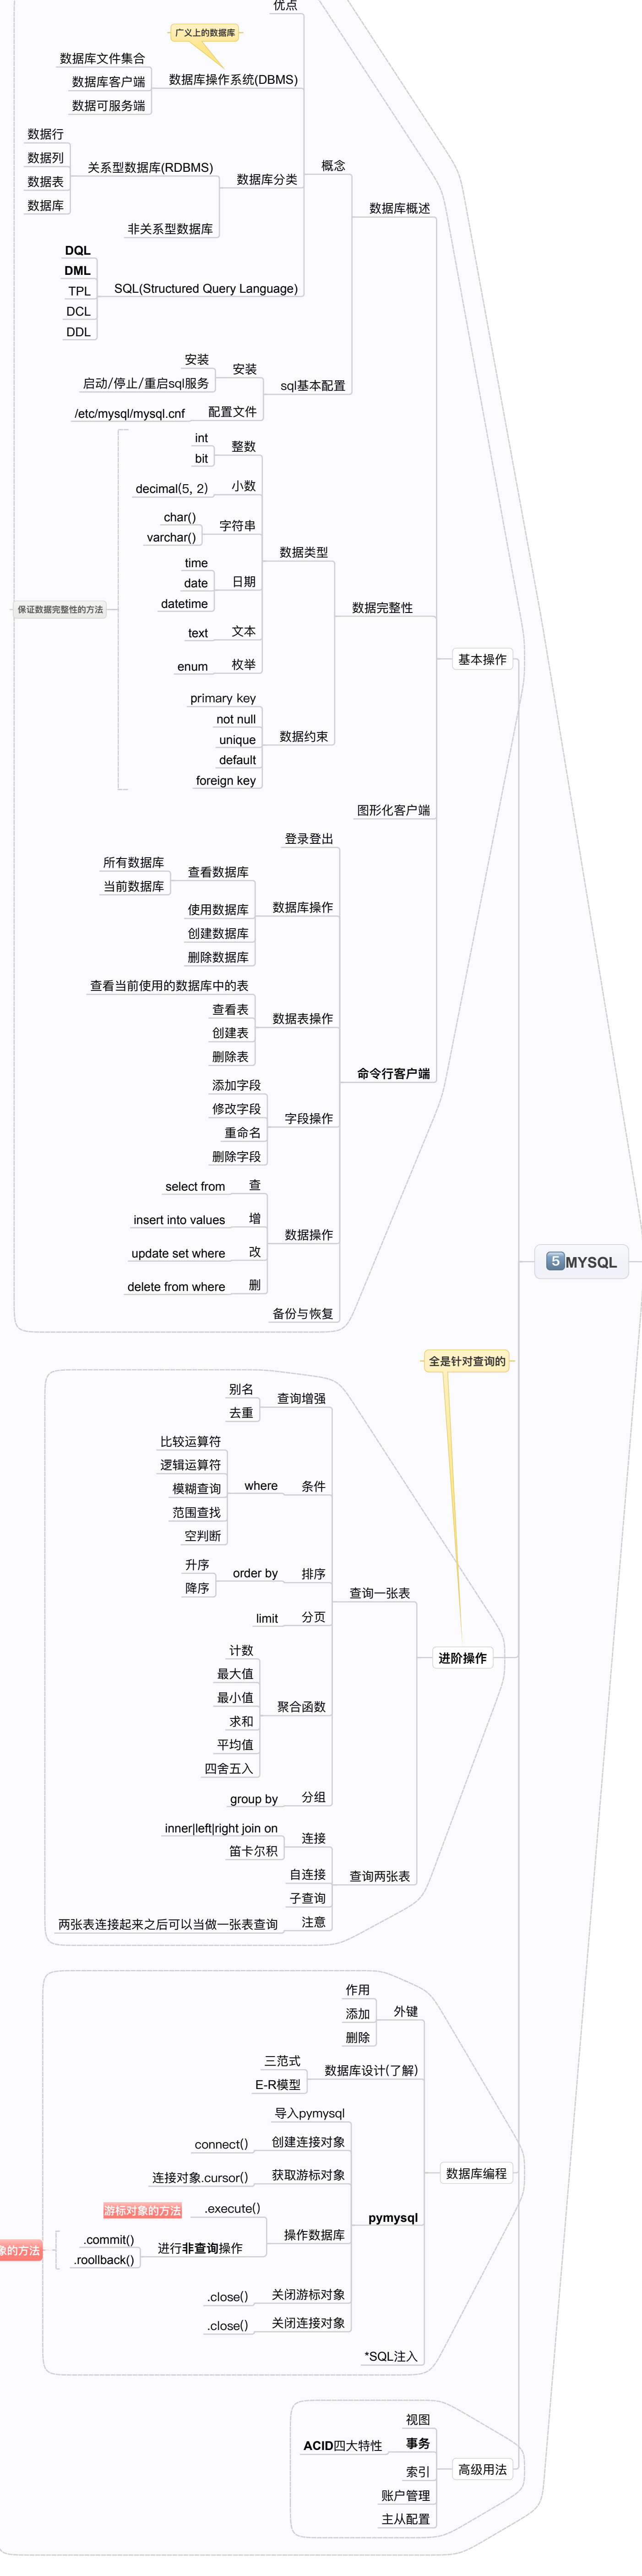 优点
广义上的数据库
数据库文件集合
数据库客户端
数据可服务端
数据库操作系统(DBMS)
数据行
数据列
数据表
数据库
关系型数据库(RDBMS)
非关系型数据库
数据库分类
概念
数据库概述
DQL
DML
TPL
DCL
DDL
SQL(Structured Query Language)
安装
启动/停止/重启sql服务
安装
/etc/mysql/mysql.cnf
配置文件
sql基本配置
int
bit
整数
decimal(5, 2)
小数
char()
varchar()
字符串
time
date
datetime
日期
text
文本
enum
枚举
数据类型
保证数据完整性的方法
数据完整性
primary key
not null
unique
default
foreign key
数据约束
基本操作
图形化客户端
登录登出
所有数据库
当前数据库
查看数据库
使用数据库
创建数据库
删除数据库
数据库操作
查看当前使用的数据库中的表
查看表
创建表
删除表
数据表操作
命令行客户端
添加字段
修改字段
重命名
删除字段
字段操作
select from
查
insert into values
增
update set where
改
delete from where
删
数据操作
备份与恢复
5
MYSQL
全是针对查询的
别名
去重
查询增强
比较运算符
逻辑运算符
模糊查询
范围查找
空判断
where
条件
升序
降序
order by
排序
limit
分页
查询一张表
计数
最大值
最小值
求和
平均值
四舍五入
聚合函数
group by
分组
进阶操作
inner|left|right join on
笛卡尔积
连接
自连接
子查询
两张表连接起来之后可以当做一张表查询
注意
查询两张表
作用
添加
删除
外键
三范式
E-R模型
数据库设计(了解)
导入pymysql
connect()
创建连接对象
连接对象.cursor()
获取游标对象
游标对象的方法
.execute()
象的方法
.commit()
.roollback()
进行非查询操作
操作数据库
.close()
关闭游标对象
.close()
关闭连接对象
pymysql
*SQL注入
数据库编程
视图
ACID四大特性
事务
索引
账户管理
主从配置
高级用法